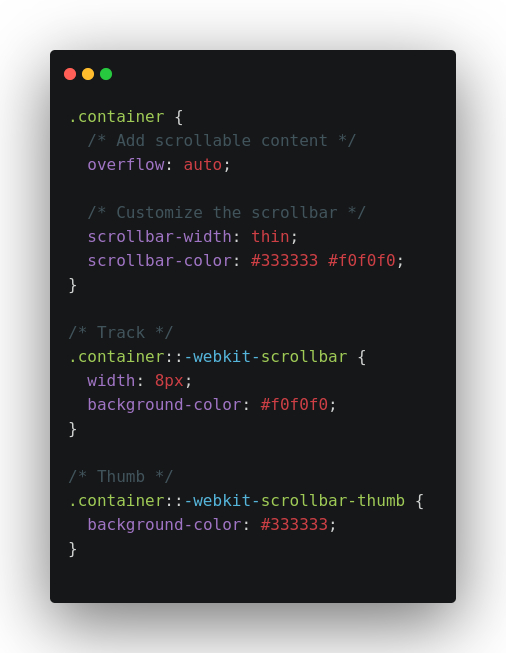 .container {
  /* Add scrollable content */
  overflow: auto;

  /* Customize the scrollbar */
  scrollbar-width: thin;
  scrollbar-color: #333333 #f0f0f0;
}

/* Track */
.container::-webkit-scrollbar {
  width: 8px;
  background-color: #f0f0f0;
}

/* Thumb */
.container::-webkit-scrollbar-thumb {
  background-color: #333333;
}